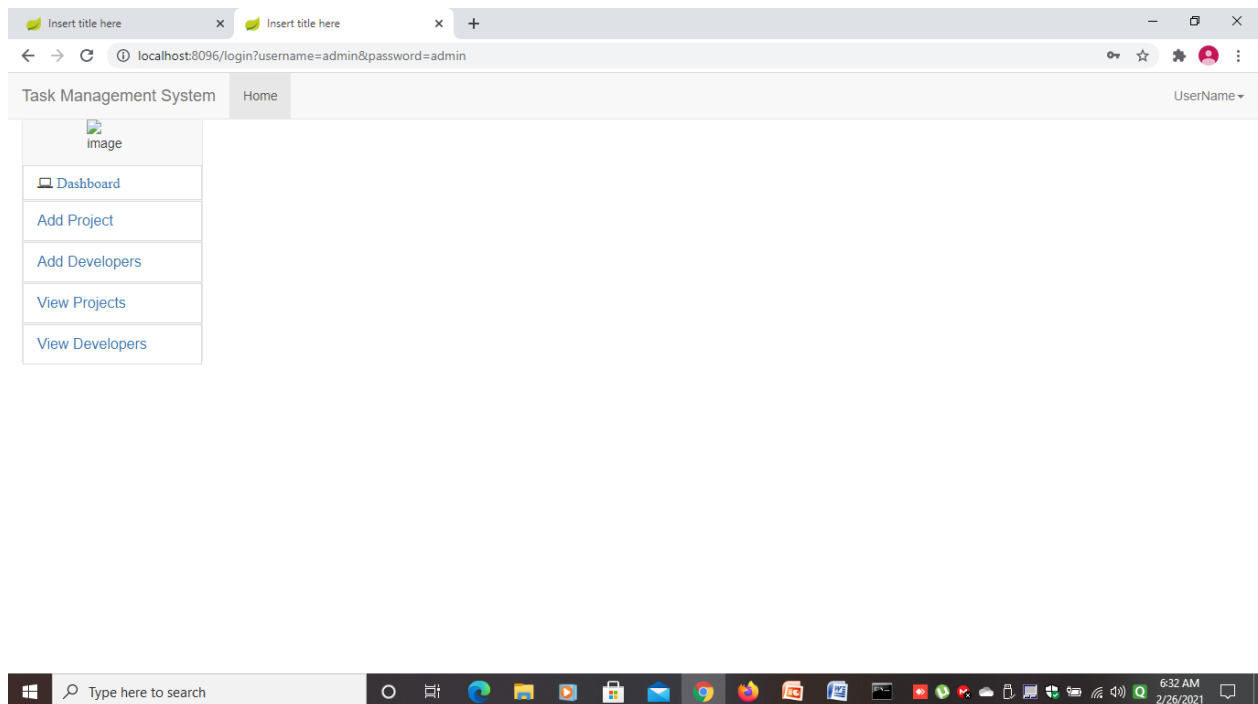 Insert title here
Insert title here
localhost:8096/login?username=admin&password=admin
Task Management System Home UserName
image
Dashboard
Add Project
Add Developers
View Projects
View Developers
Type here to search
6:32 AM
2/26/2021